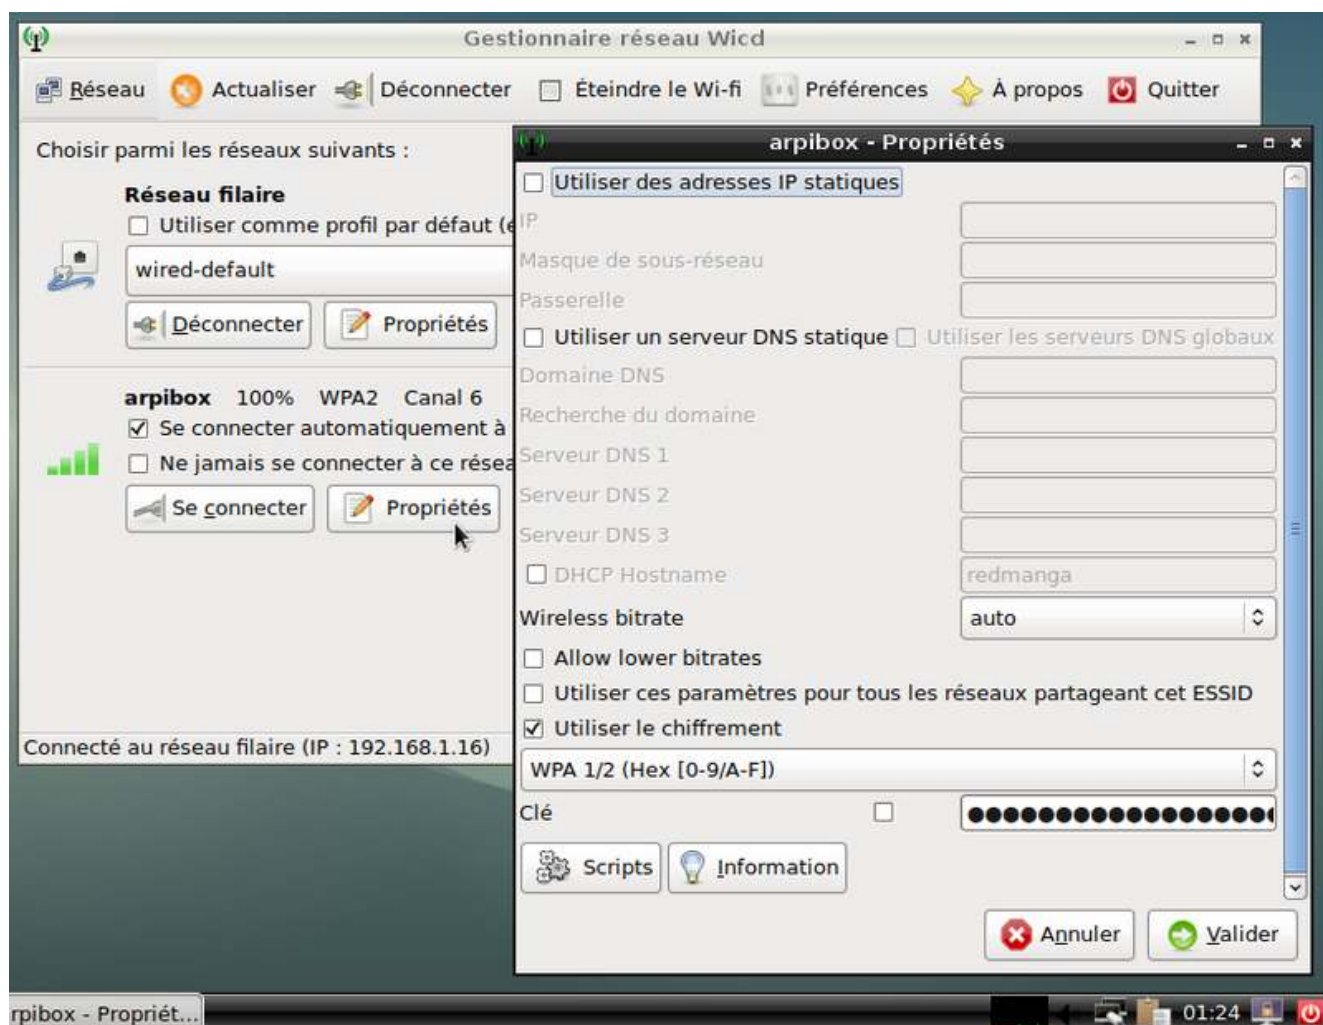 Gestionnaire réseau Wicd
Réseau Actualiser Déconnecter Éteindre le Wi-fi Préférences À propos Quitter
Choisir parmi les réseaux suivants :
Réseau filaire
Utiliser comme profil par défaut (
wired-default
Déconnecter Propriétés
arpibox 100% WPA2 Canal 6
Se connecter automatiquement à
Ne jamais se connecter à ce
Se connecter Propriétés
Connecté au réseau filaire (IP : 192.168.1.16)
arpibox - Propriétés
Utiliser des adresses IP statiques
IP
Masque de sous-réseau
Passerelle
Utiliser un serveur DNS statique Utiliser les serveurs DNS globaux
Domaine DNS
Recherche du domaine
Serveur DNS 1
Serveur DNS 2
Serveur DNS 3
DHCP Hostname redmanga
Wireless bitrate auto
Allow lower bitrates
Utiliser ces paramètres pour tous les réseaux partageant cet ESSID
Utiliser le chiffrement
WPA 1/2 (Hex [0-9/A-F])
Clé
Scripts Information
Annuler Valider
rpibox - Propriét... 01:24